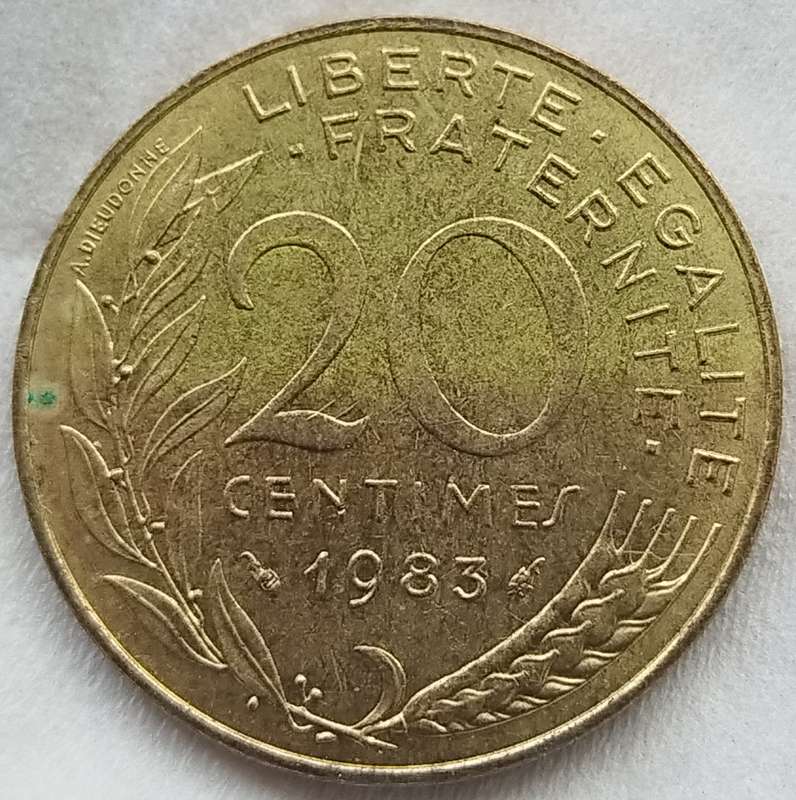 LIBERTE · EGALITE
· FRATERNITE ·
A.DIEUDONNE
20
CENTIMES
1983